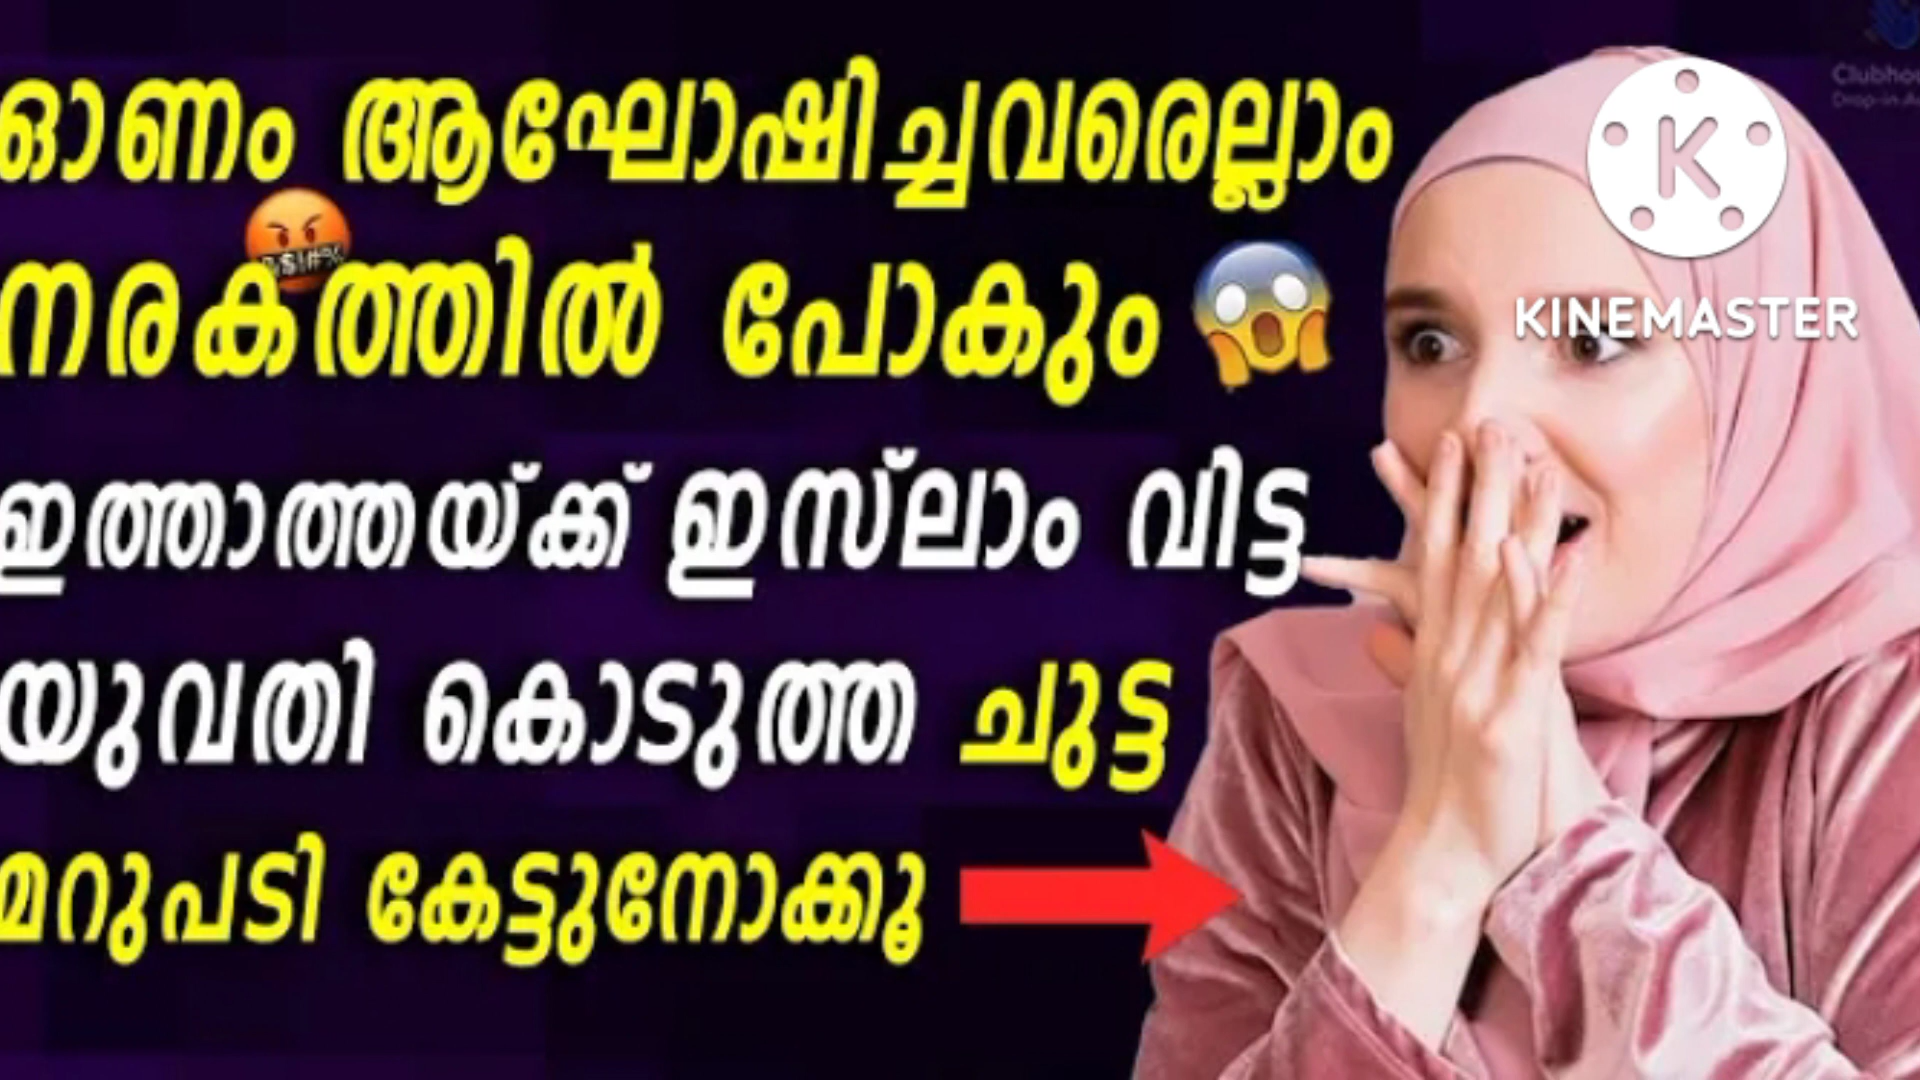 ഓണം ആഘോഷിച്ചവരെല്ലാം
നരകത്തിൽ പോകും
ഇത്താത്തയ്ക്ക് ഇസ്‌ലാം വിട്ട
യുവതി കൊടുത്ത ചുട്ട
മറുപടി കേട്ടുനോക്കൂ
K
KINEMASTER